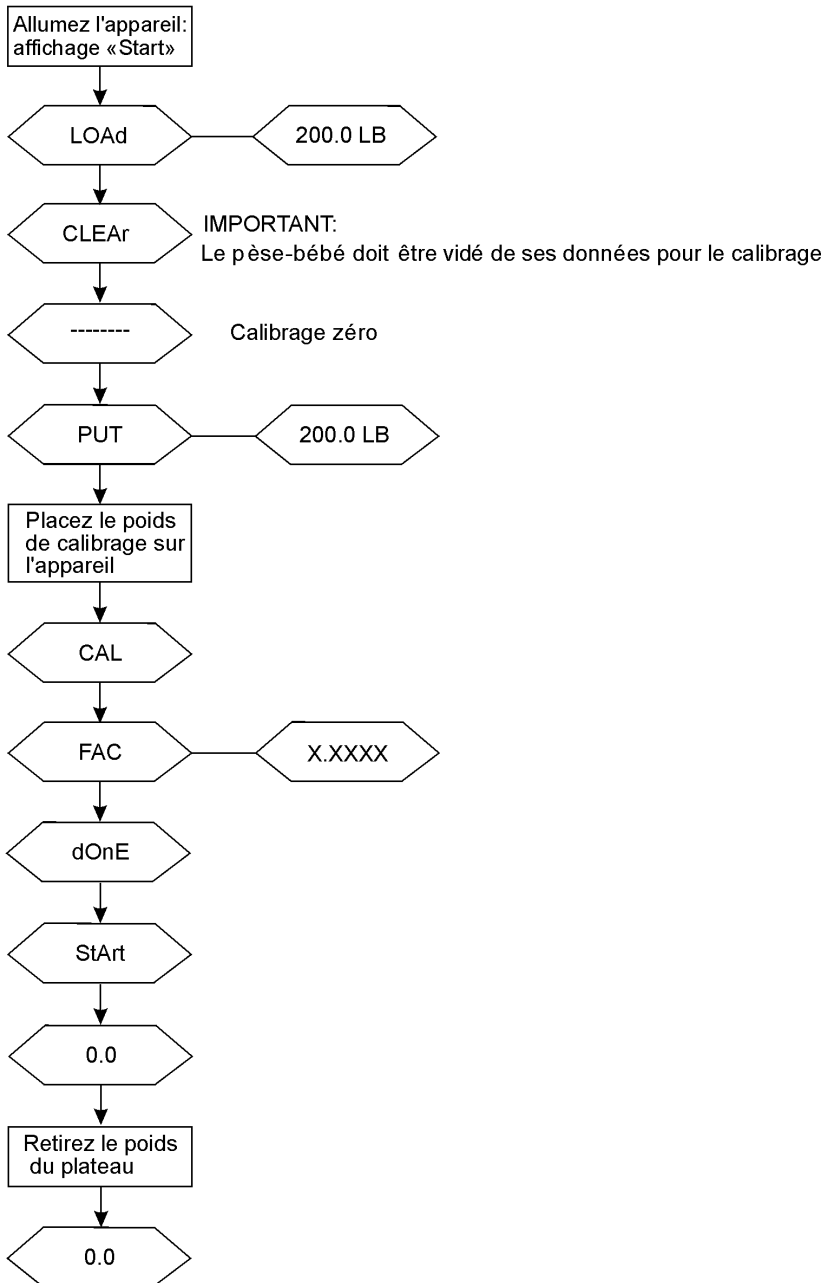 Allumez l'appareil:
affichage «Start»
LOAd
200.0 LB
CLEAr
IMPORTANT:
Le pèse-bébé doit être vidé de ses données pour le calibrage
--------
Calibrage zéro
PUT
200.0 LB
Placez le poids
de calibrage sur
l'appareil
CAL
FAC
X.XXXX
dOnE
StArt
0.0
Retirez le poids
du plateau
0.0